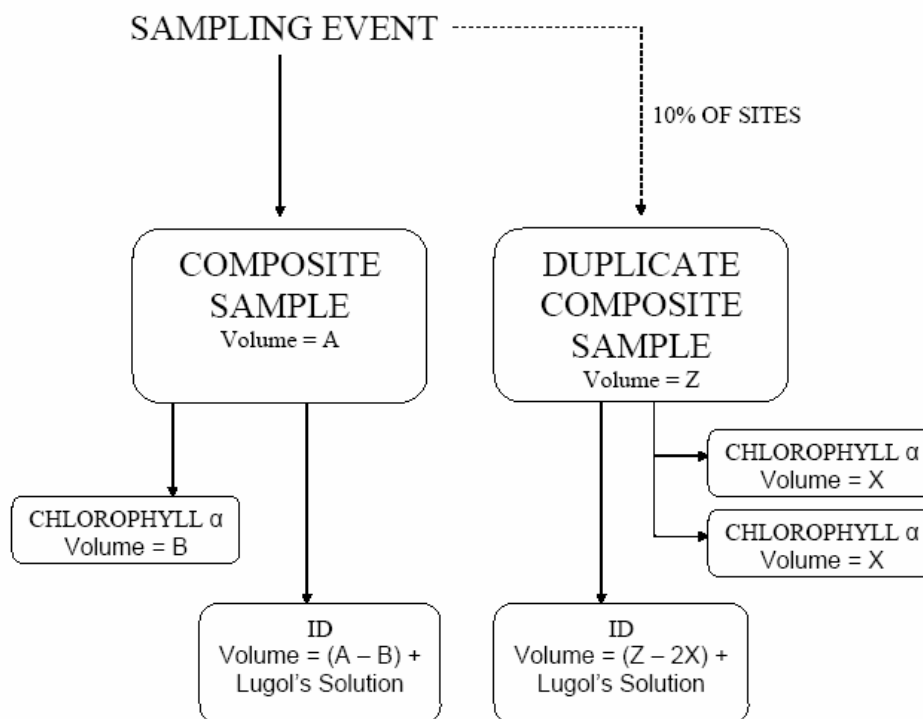 SAMPLING EVENT
10% OF SITES
COMPOSITE
SAMPLE
Volume = A
DUPLICATE
COMPOSITE
SAMPLE
Volume = Z
CHLOROPHYLL α
Volume = B
CHLOROPHYLL α
Volume = X
CHLOROPHYLL α
Volume = X
ID
Volume = (A – B) +
Lugol's Solution
ID
Volume = (Z – 2X) +
Lugol's Solution